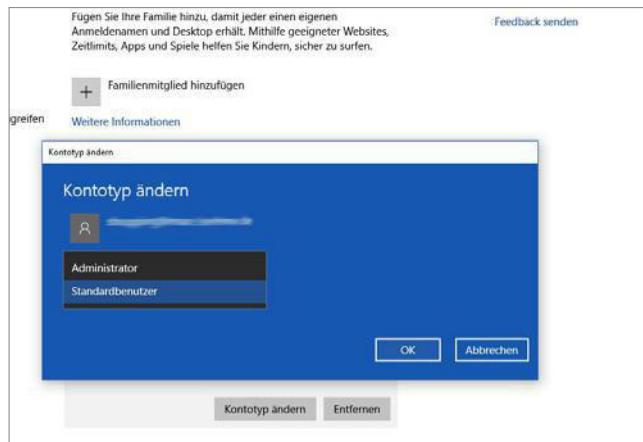 Fügen Sie Ihre Familie hinzu, damit jeder einen eigenen
Anmeldenamen und Desktop erhält. Mithilfe geeigneter Websites,
Zeitlimits, Apps und Spiele helfen Sie Kindern, sicher zu surfen.
Feedback senden
Familienmitglied hinzufügen
greifen
Weitere Informationen
Kontotyp ändern
Kontotyp ändern
Administrator
Standardbenutzer
OK
Abbrechen
Kontotyp ändern
Entfernen